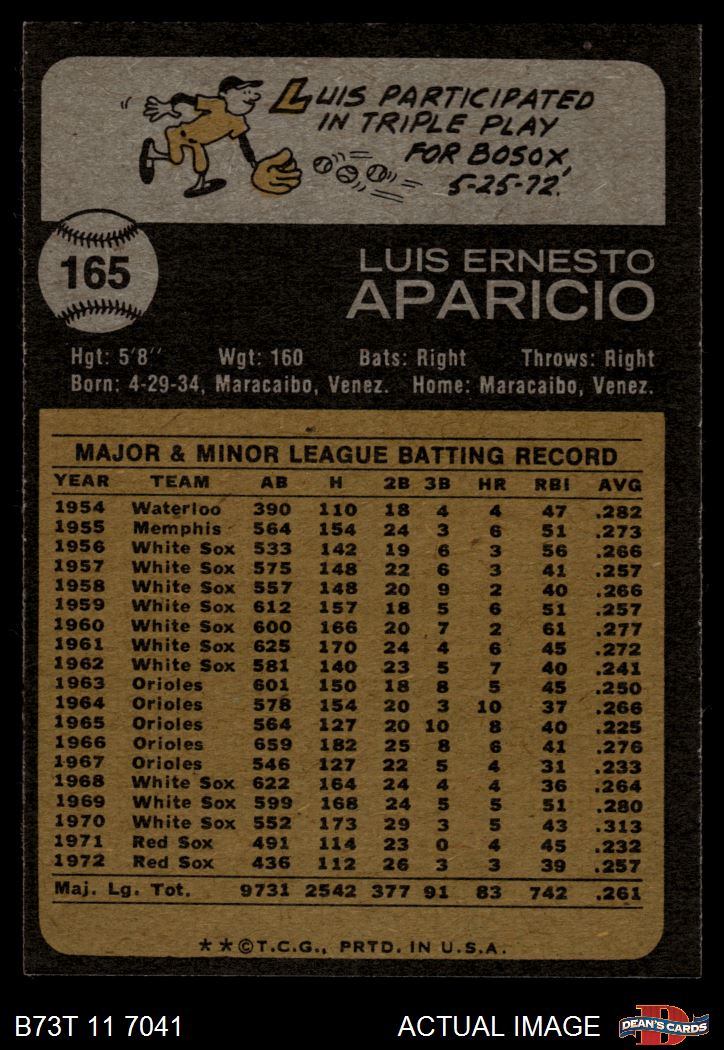 LUIS PARTICIPATED
IN TRIPLE PLAY
FOR BOSOX,
5-25-72.
165
LUIS ERNESTO
APARICIO
Hgt: 5'8" Wgt: 160 Bats: Right Throws: Right
Born: 4-29-34, Maracaibo, Venez. Home: Maracaibo, Venez.
MAJOR & MINOR LEAGUE BATTING RECORD
YEAR TEAM AB H 2B 3B HR RBI AVG
1954 Waterloo 390 110 18 4 4 47 .282
1955 Memphis 564 154 24 3 6 51 .273
1956 White Sox 533 142 19 6 3 56 .266
1957 White Sox 575 148 22 6 3 41 .257
1958 White Sox 557 148 20 9 2 40 .266
1959 White Sox 612 157 18 5 6 51 .257
1960 White Sox 600 166 20 7 2 61 .277
1961 White Sox 625 170 24 4 6 45 .272
1962 White Sox 581 140 23 5 7 40 .241
1963 Orioles 601 150 18 8 5 45 .250
1964 Orioles 578 154 20 3 10 37 .266
1965 Orioles 564 127 20 10 8 40 .225
1966 Orioles 659 182 25 8 6 41 .276
1967 Orioles 546 127 22 5 4 31 .233
1968 White Sox 622 164 24 4 4 36 .264
1969 White Sox 599 168 24 5 5 51 .280
1970 White Sox 552 173 29 3 5 43 .313
1971 Red Sox 491 114 23 0 4 45 .232
1972 Red Sox 436 112 26 3 3 39 .257
Maj. Lg. Tot. 9731 2542 377 91 83 742 .261
**©T.C.G., PRTD. IN U.S.A.
B73T 11 7041 ACTUAL IMAGE
DEAN'S CARDS